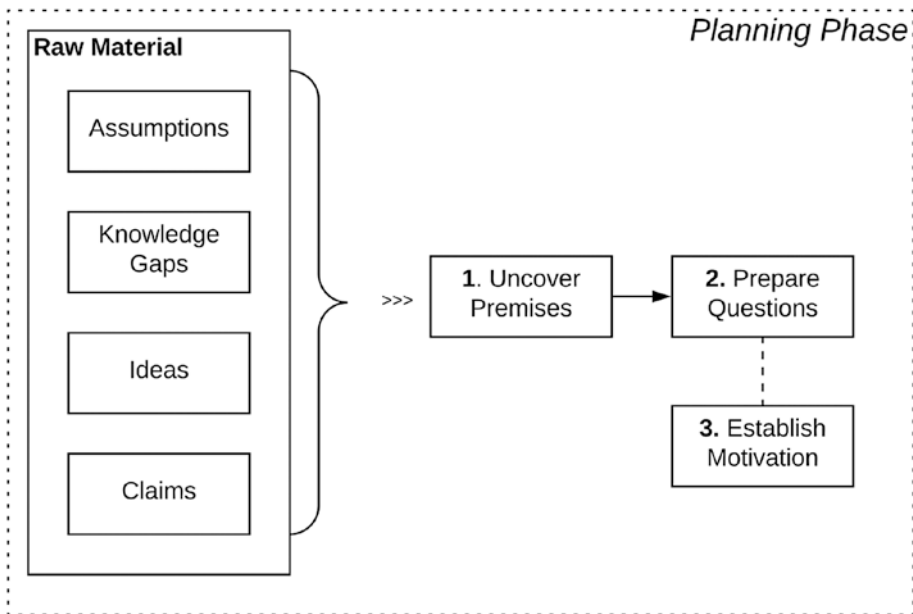 Planning Phase
Raw Material
Assumptions
Knowledge
Gaps
Ideas
Claims
>>>
1. Uncover
Premises
2. Prepare
Questions
3. Establish
Motivation